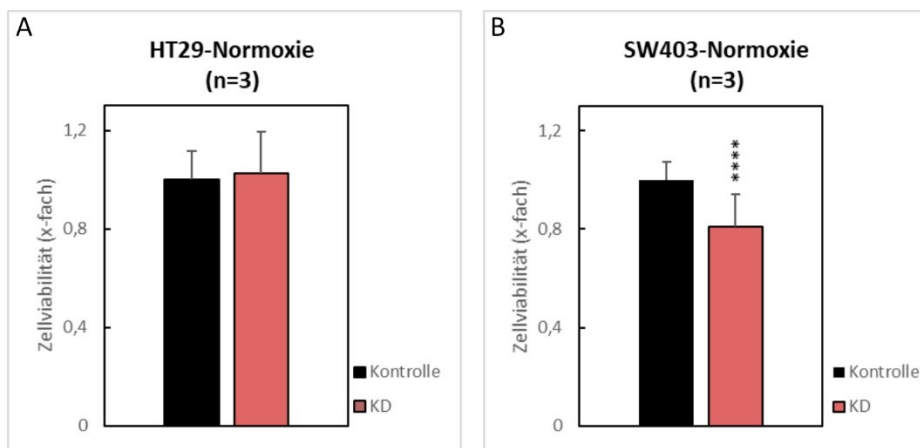 A
HT29-Normoxie
(n=3)
Zellviabilität (x-fach)
1,2
0,8
0,4
0
Kontrolle
KD
B
SW403-Normoxie
(n=3)
Zellviabilität (x-fach)
1,2
0,8
0,4
0
****
Kontrolle
KD